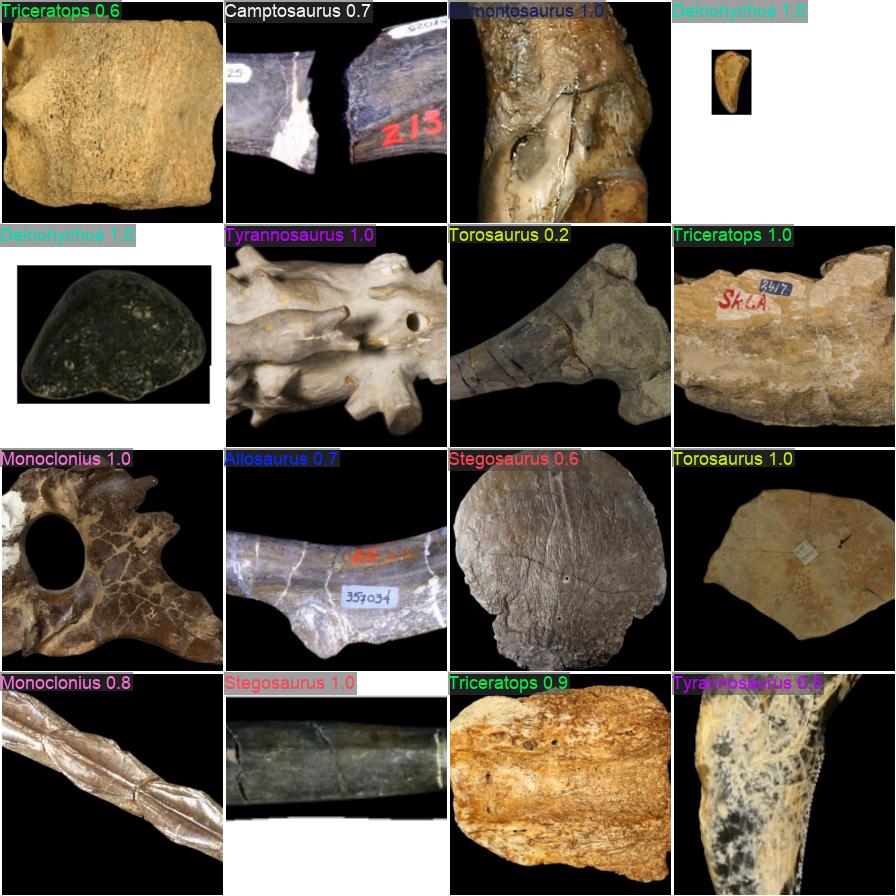 Triceratops 0.6
Camptosaurus 0.7
Edmontosaurus 1.0
Deinonychus 1.0
25
213
Deinonychus 1.0
Tyrannosaurus 1.0
Torosaurus 0.2
Triceratops 1.0
2417
SK6A.
Monoclonius 1.0
Allosaurus 0.7
Stegosaurus 0.6
Torosaurus 1.0
357034
Monoclonius 0.8
Stegosaurus 1.0
Triceratops 0.9
Tyrannosaurus 0.5